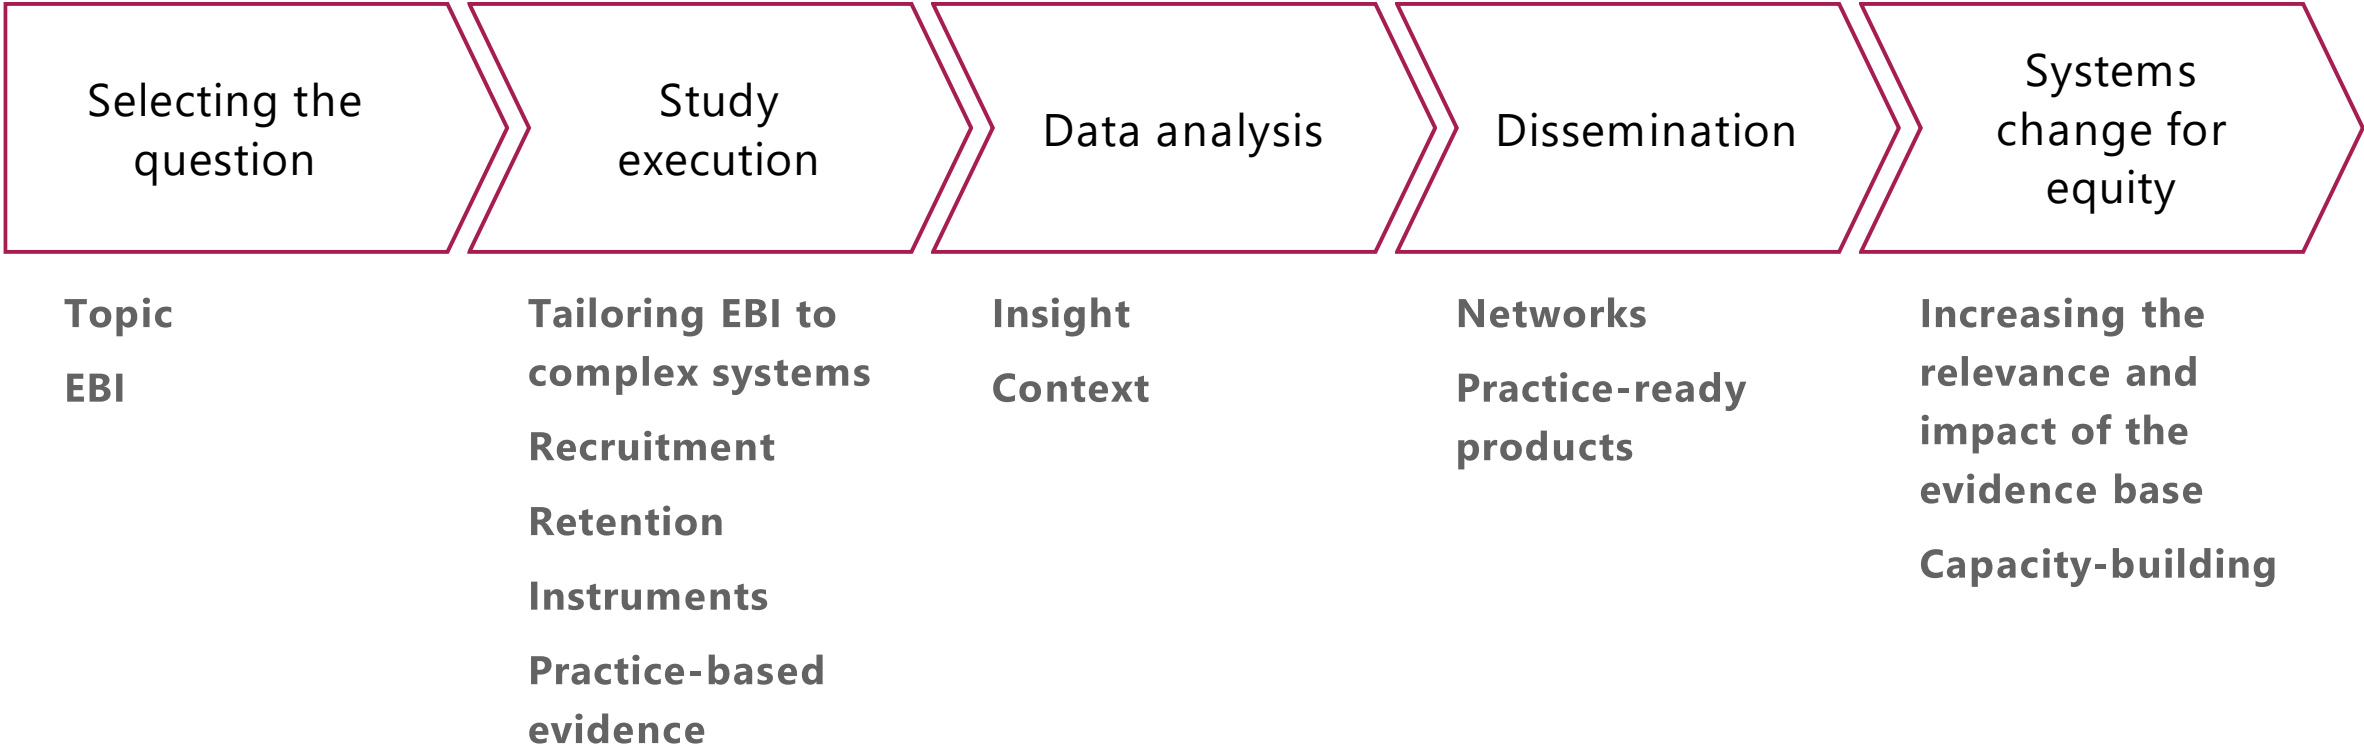 Selecting the
question
Study
execution
Data analysis
Dissemination
Systems
change for
equity
Topic
EBI
Tailoring EBI to
complex systems
Recruitment
Retention
Instruments
Practice-based
evidence
Insight
Context
Networks
Practice-ready
products
Increasing the
relevance and
impact of the
evidence base
Capacity-building